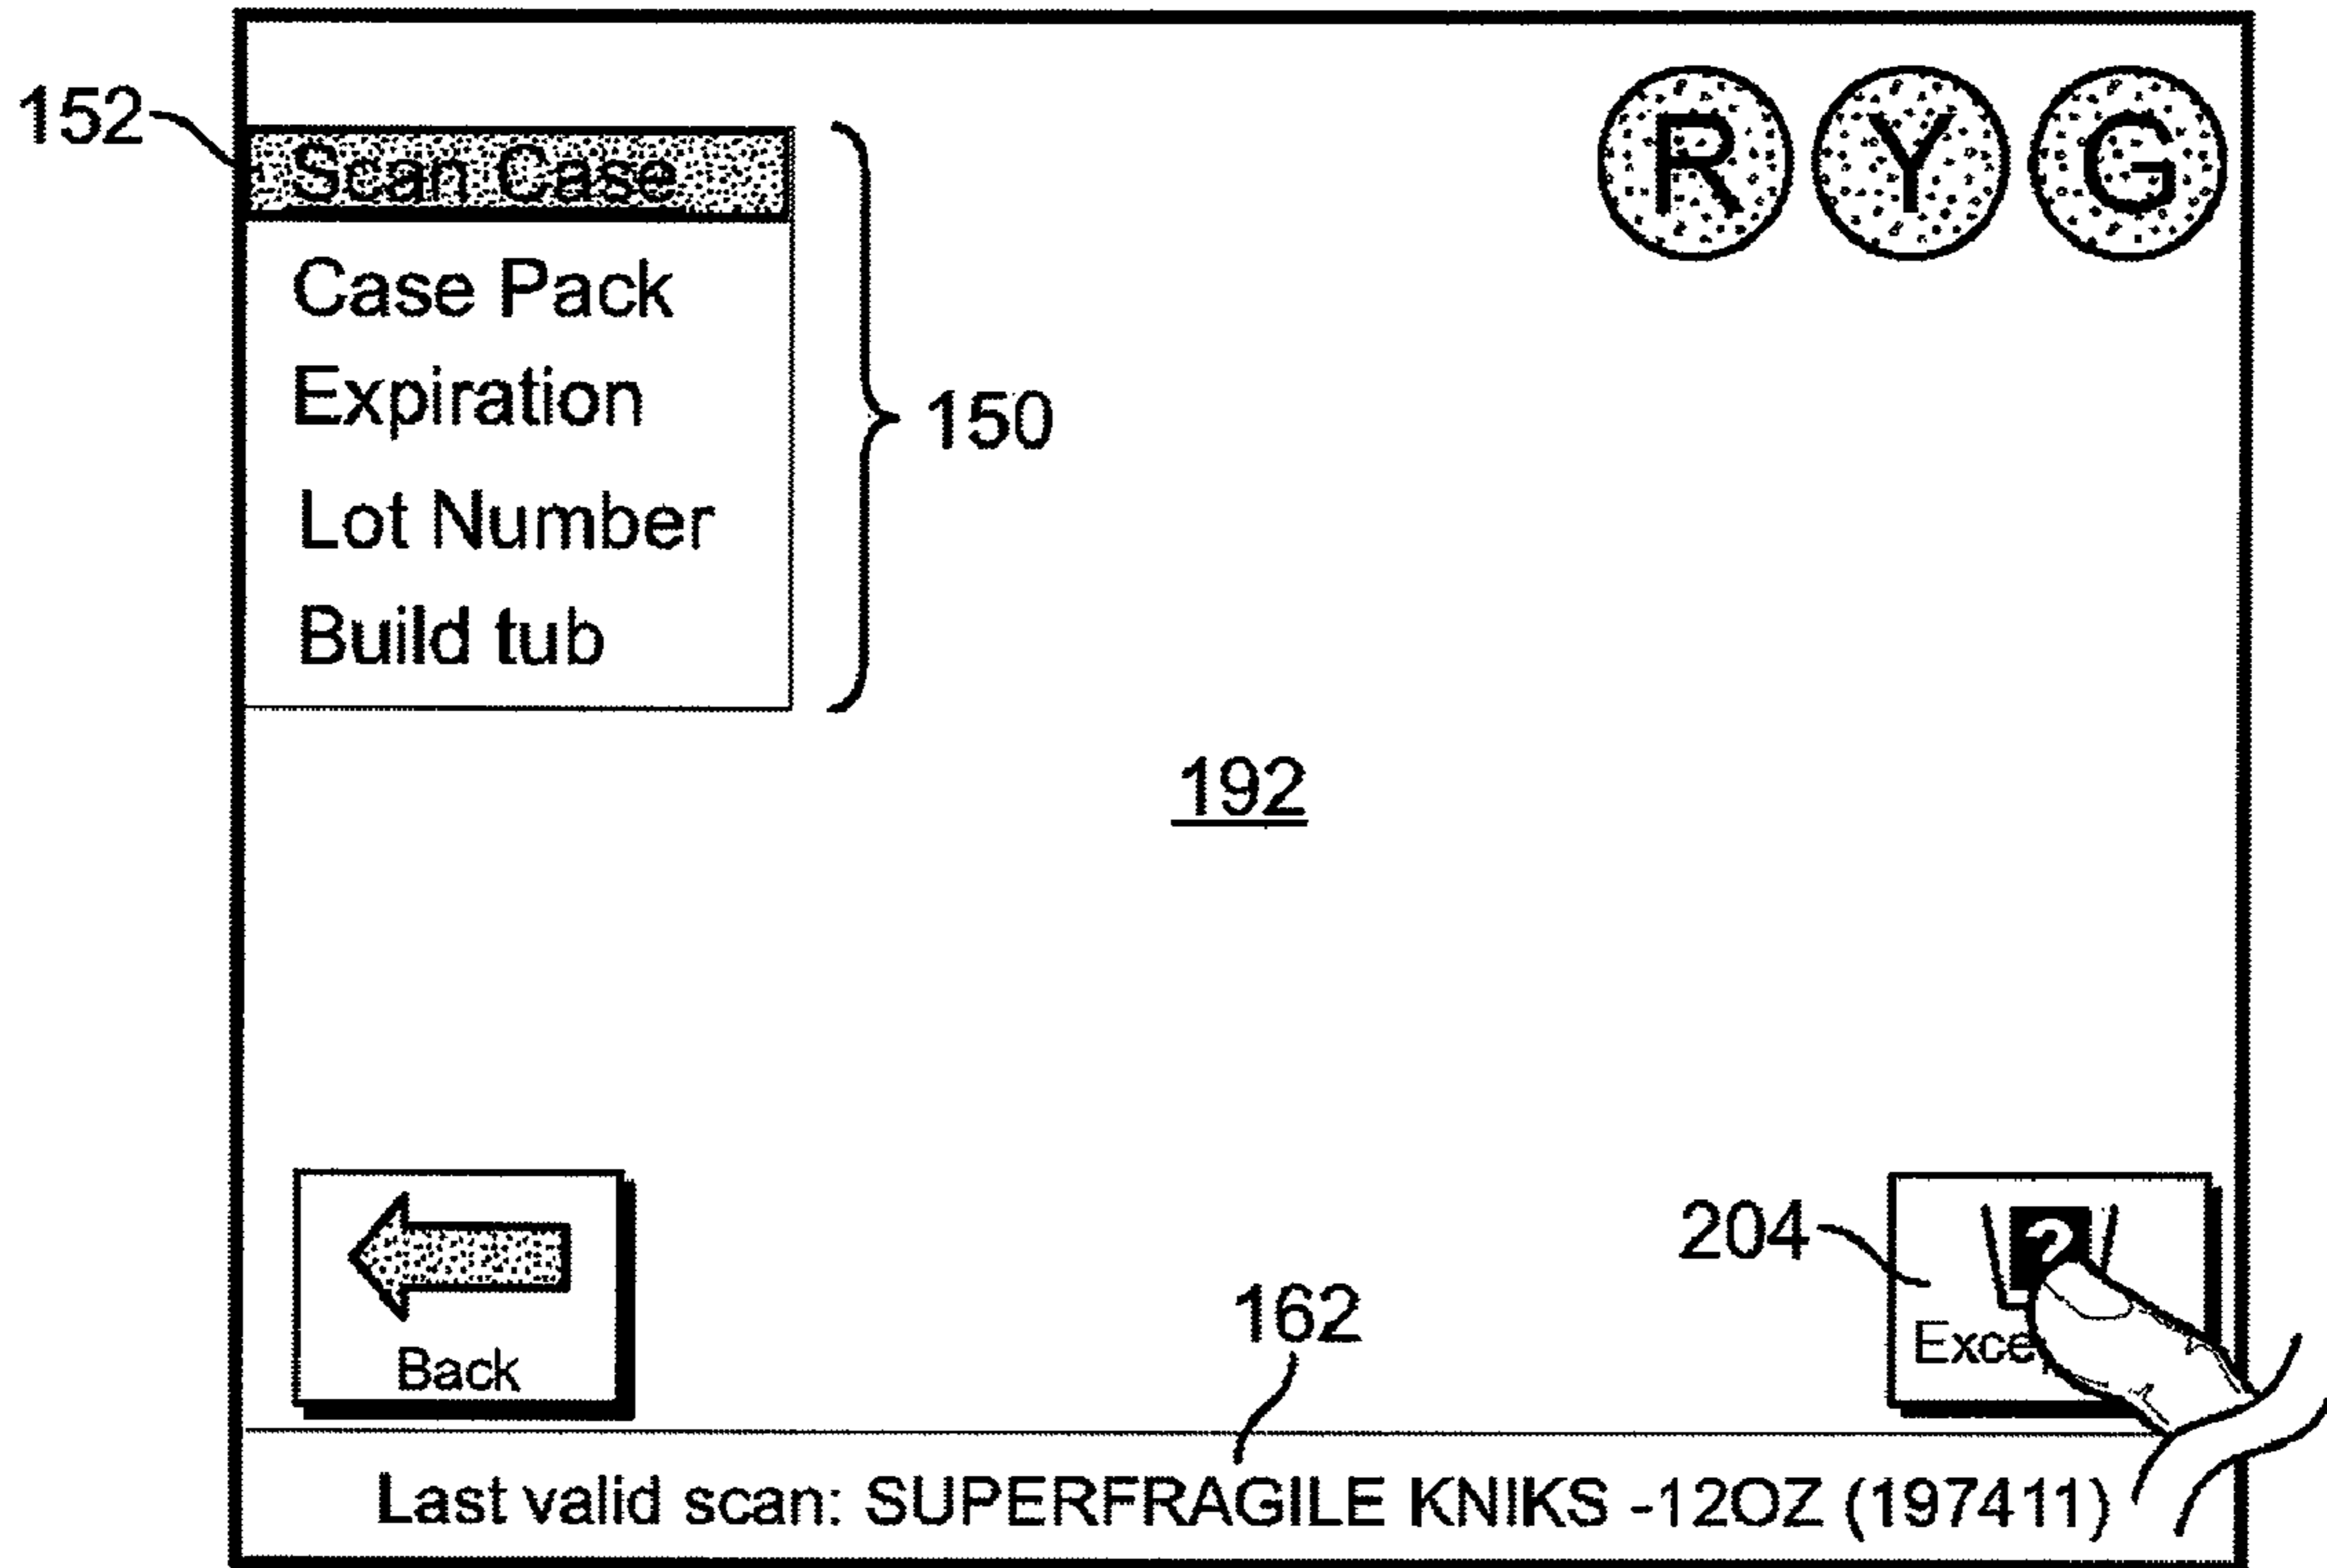 152
Scan Case
R Y G
Case Pack
Expiration
150
Lot Number
Build tub
192
204
?
162
Back
Last valid scan: SUPERFRAGILE KNIKS -12OZ (197411)